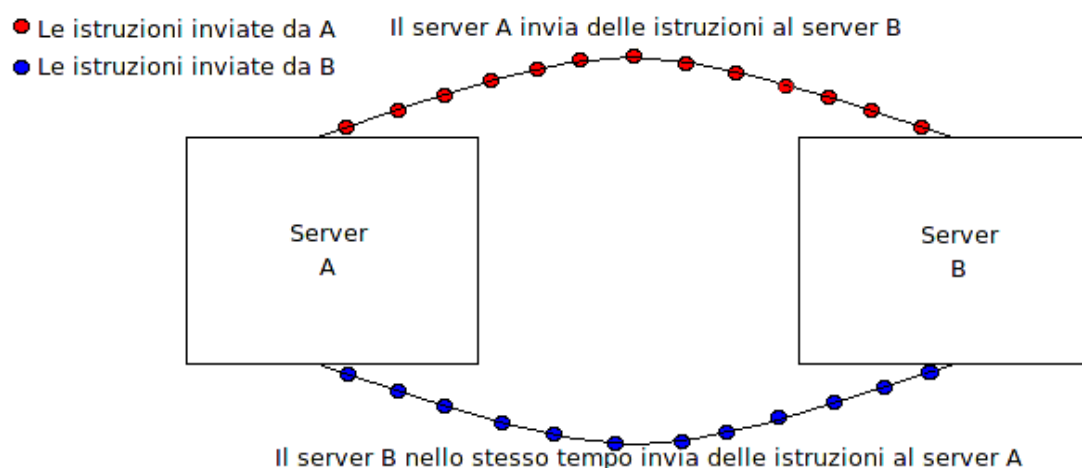 Le istruzioni inviate da A
Il server A invia delle istruzioni al server B
Le istruzioni inviate da B
Server
A
Server
B
Il server B nello stesso tempo invia delle istruzioni al server A